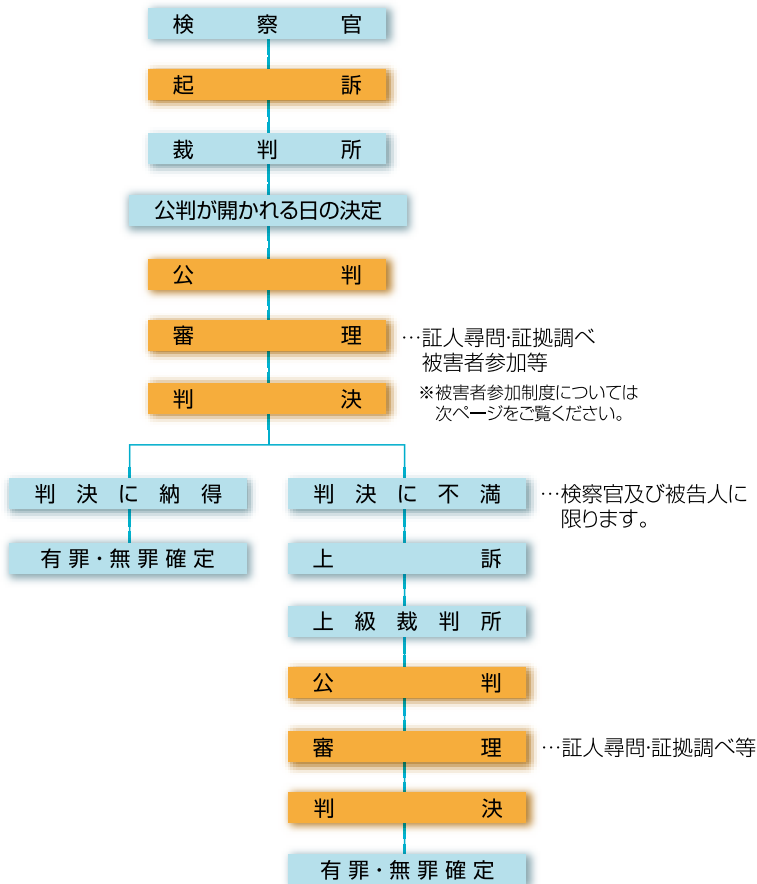 検察官
起訴
裁判所
公判が開かれる日の決定
公判
審理
…証人尋問・証拠調べ
被害者参加等
※被害者参加制度については
次ページをご覧ください。
判決
判決に納得
有罪・無罪確定
判決に不満
…検察官及び被告人に
限ります。
上訴
上級裁判所
公判
審理
…証人尋問・証拠調べ等
判決
有罪・無罪確定